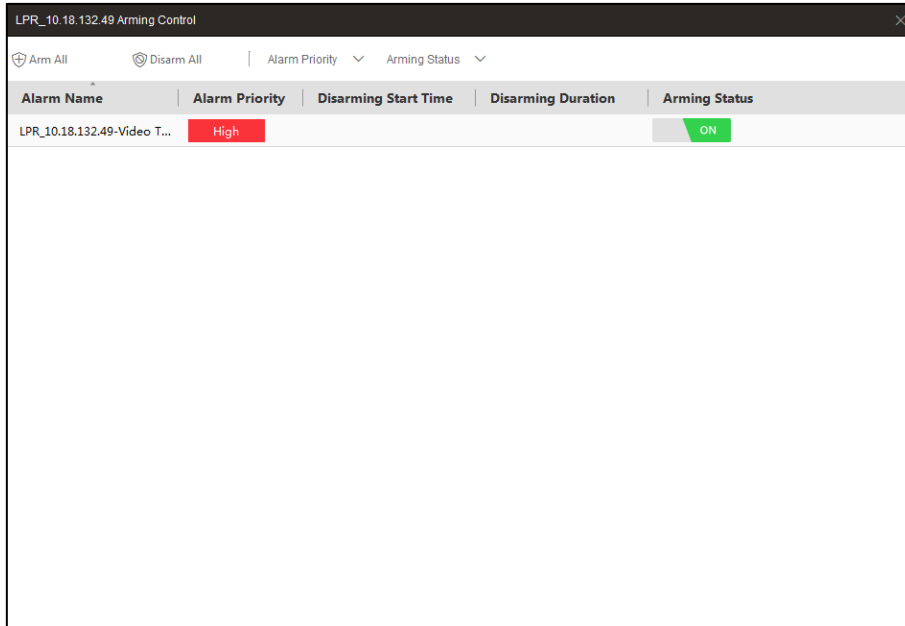 LPR_10.18.132.49 Arming Control
Arm All Disarm All Alarm Priority Arming Status
Alarm Name Alarm Priority Disarming Start Time Disarming Duration Arming Status
LPR_10.18.132.49-Video T... High ON